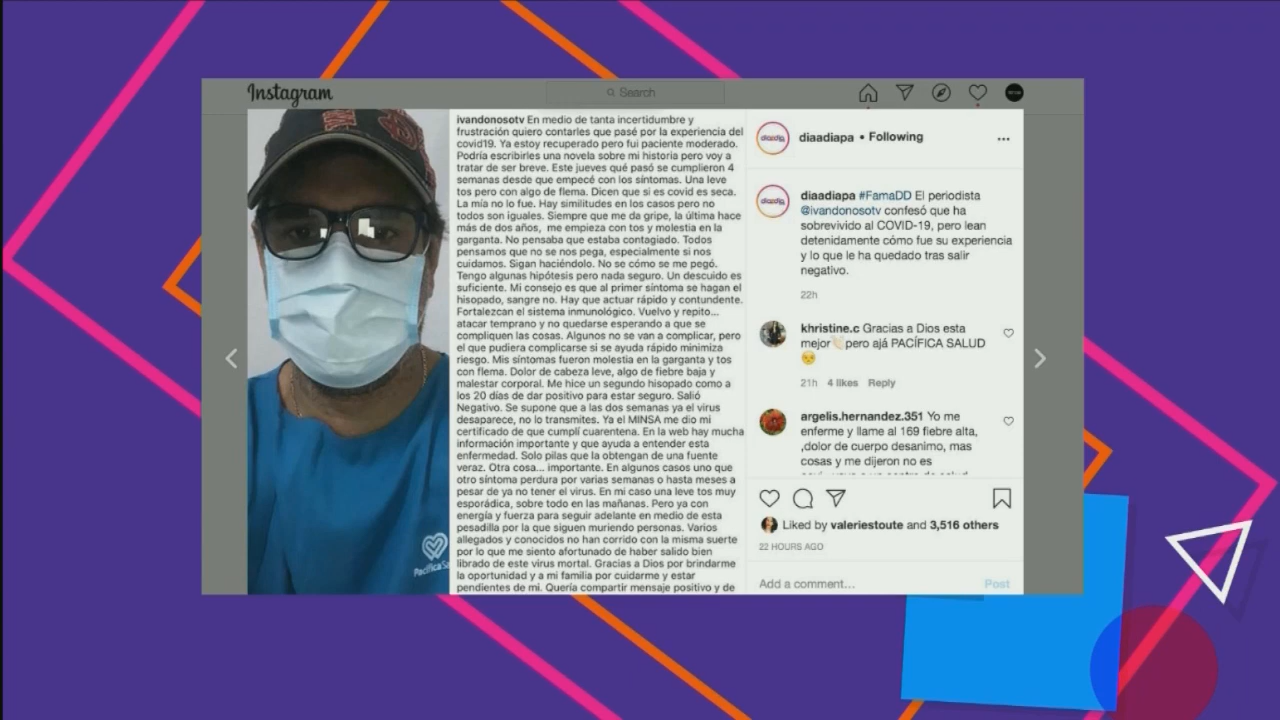 Instagram
Search
ivandonosotv En medio de tanta incertidumbre y
frustración quiero contarles que pasé por la experiencia del
covid19. Ya estoy recuperado pero fui paciente moderado.
Podría escribirles una novela sobre mi historia pero voy a
tratar de ser breve. Este jueves qué pasó se cumplieron 4
semanas desde que empecé con los síntomas. Una leve
tos pero con algo de flema. Dicen que si es covid es seca.
La mía no lo fue. Hay similitudes en los casos pero no
todos son iguales. Siempre que me da gripe, la última hace
más de dos años, me empieza con tos y molestia en la
garganta. No pensaba que estaba contagiado. Todos
pensamos que no se nos pega, especialmente si nos
cuidamos. Sigan haciéndolo. No se cómo se me pegó.
Tengo algunas hipótesis pero nada seguro. Un descuido es
suficiente. Mi consejo es que al primer síntoma se hagan el
hisopado, sangre no. Hay que actuar rápido y contundente.
Fortalezcan el sistema inmunológico. Vuelvo y repito...
atacar temprano y no quedarse esperando a que se
compliquen las cosas. Algunos no se van a complicar, pero
el que pudiera complicarse si se ayuda rápido minimiza
riesgo. Mis síntomas fueron molestia en la garganta y tos
con flema. Dolor de cabeza leve, algo de fiebre baja y
malestar corporal. Me hice un segundo hisopado como a
los 20 días de dar positivo para estar seguro. Salió
Negativo. Se supone que a las dos semanas ya el virus
desaparece, no lo transmites. Ya el MINSA me dio mi
certificado de que cumplí cuarentena. En la web hay mucha
información importante y que ayuda a entender esta
enfermedad. Solo pilas que la obtengan de una fuente
veraz. Otra cosa... importante. En algunos casos uno que
otro síntoma perdura por varias semanas o hasta meses a
pesar de ya no tener el virus. En mi caso una leve tos muy
esporádica, sobre todo en las mañanas. Pero ya con
energía y fuerza para seguir adelante en medio de esta
pesadilla por la que siguen muriendo personas. Varios
allegados y conocidos no han corrido con la misma suerte
por lo que me siento afortunado de haber salido bien
librado de este virus mortal. Gracias a Dios por brindarme
la oportunidad y a mi familia por cuidarme y estar
pendientes de mi. Quería compartir mensaje positivo y de
Pacífica Sa
diaadia
diaadiapa • Following
diaadia
diaadiapa #FamaDD El periodista
@ivandonosotv confesó que ha
sobrevivido al COVID-19, pero lean
detenidamente cómo fue su experiencia
y lo que le ha quedado tras salir
negativo.
22h
khristine.c Gracias a Dios esta
mejor👏🏻pero ajá PACÍFICA SALUD
😣
21h 4 likes Reply
argelis.hernandez.351 Yo me
enferme y llame al 169 fiebre alta,
,dolor de cuerpo desanimo, mas
cosas y me dijeron no es
Liked by valeriestoute and 3,516 others
22 HOURS AGO
Add a comment...
Post